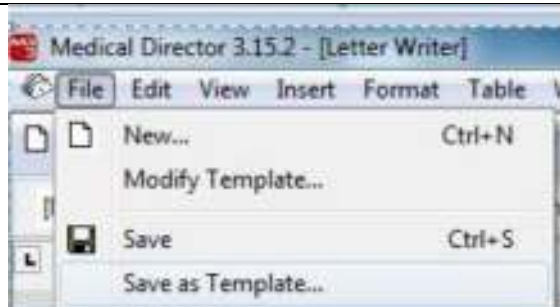 Medical Director 3.15.2 - [Letter Writer]
File Edit View Insert Format Table
New... Ctrl+N
Modify Template...
Save Ctrl+S
Save as Template...